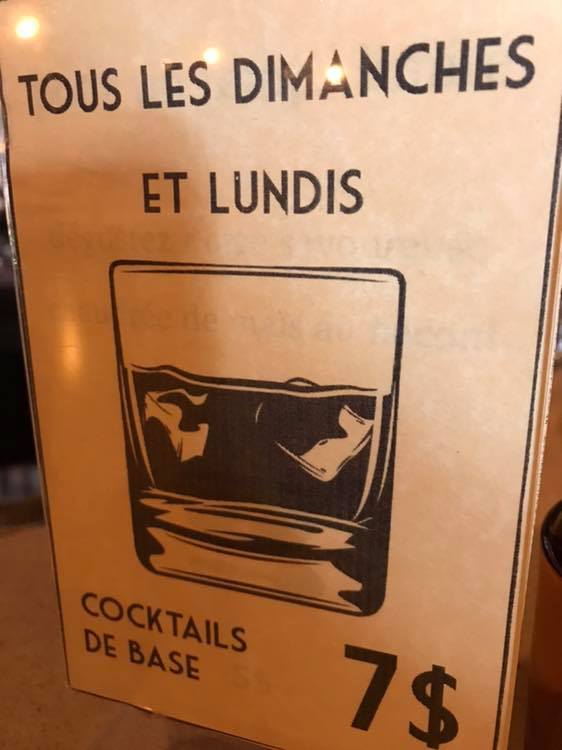 TOUS LES DIMANCHES
ET LUNDIS
COCKTAILS
DE BASE
7$